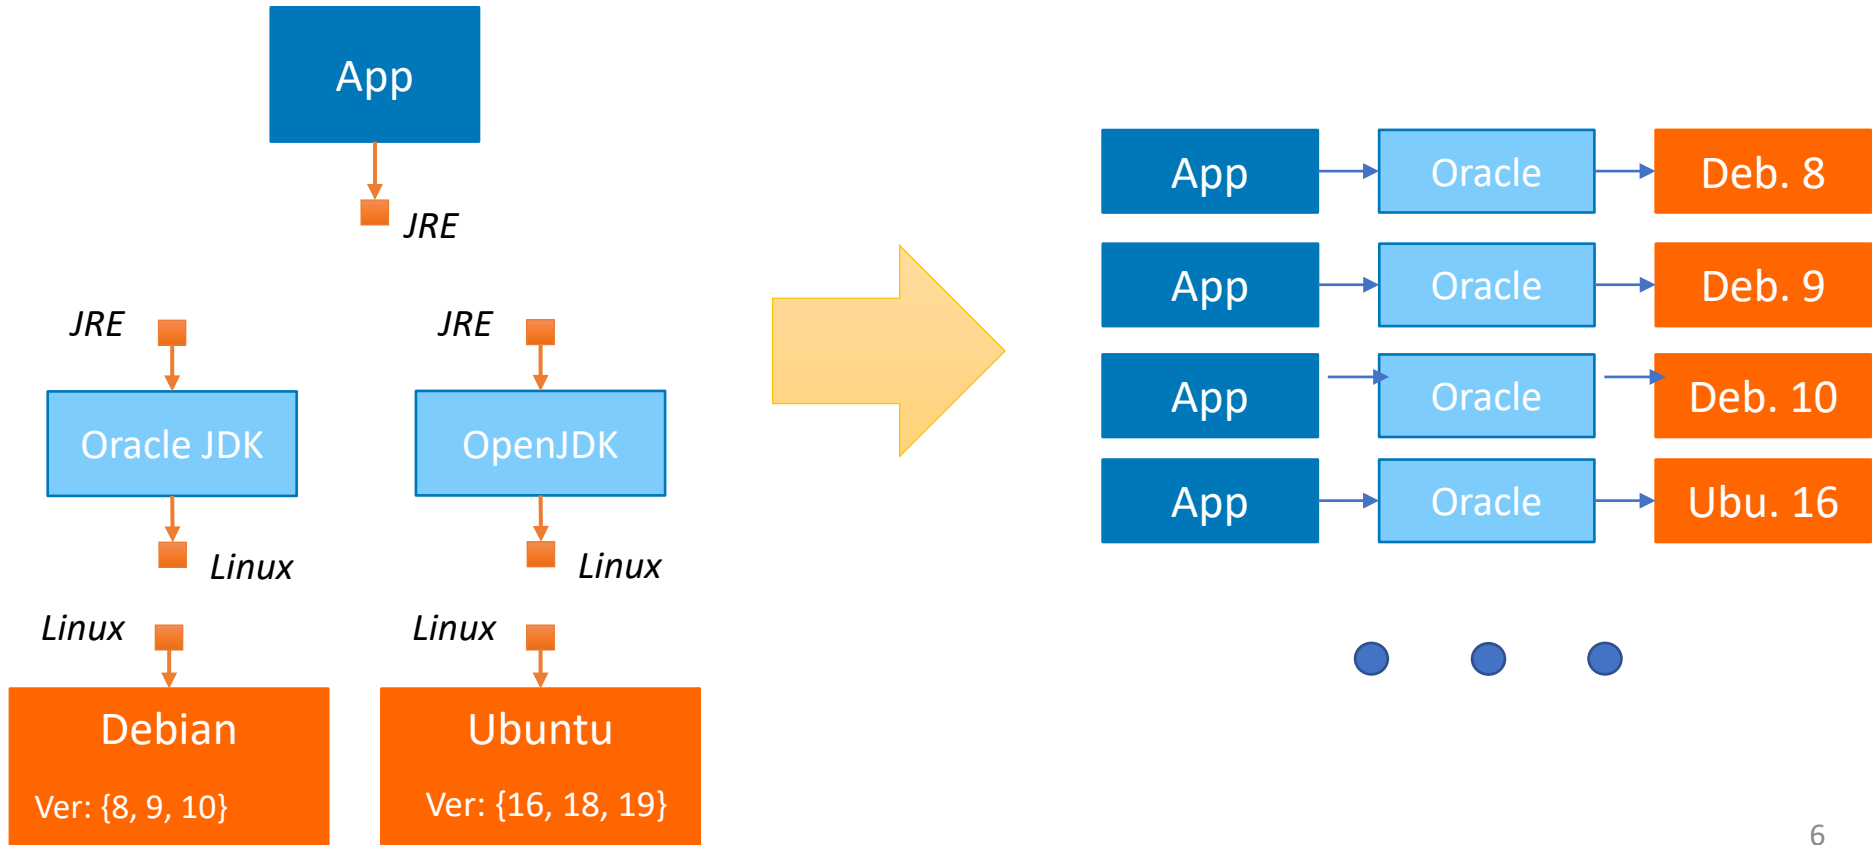 App
JRE
JRE
JRE
Oracle JDK
OpenJDK
Linux
Linux
Linux
Linux
Debian
Ver: {8, 9, 10}
Ubuntu
Ver: {16, 18, 19}
App Oracle Deb. 8
App Oracle Deb. 9
App Oracle Deb. 10
App Oracle Ubu. 16
6